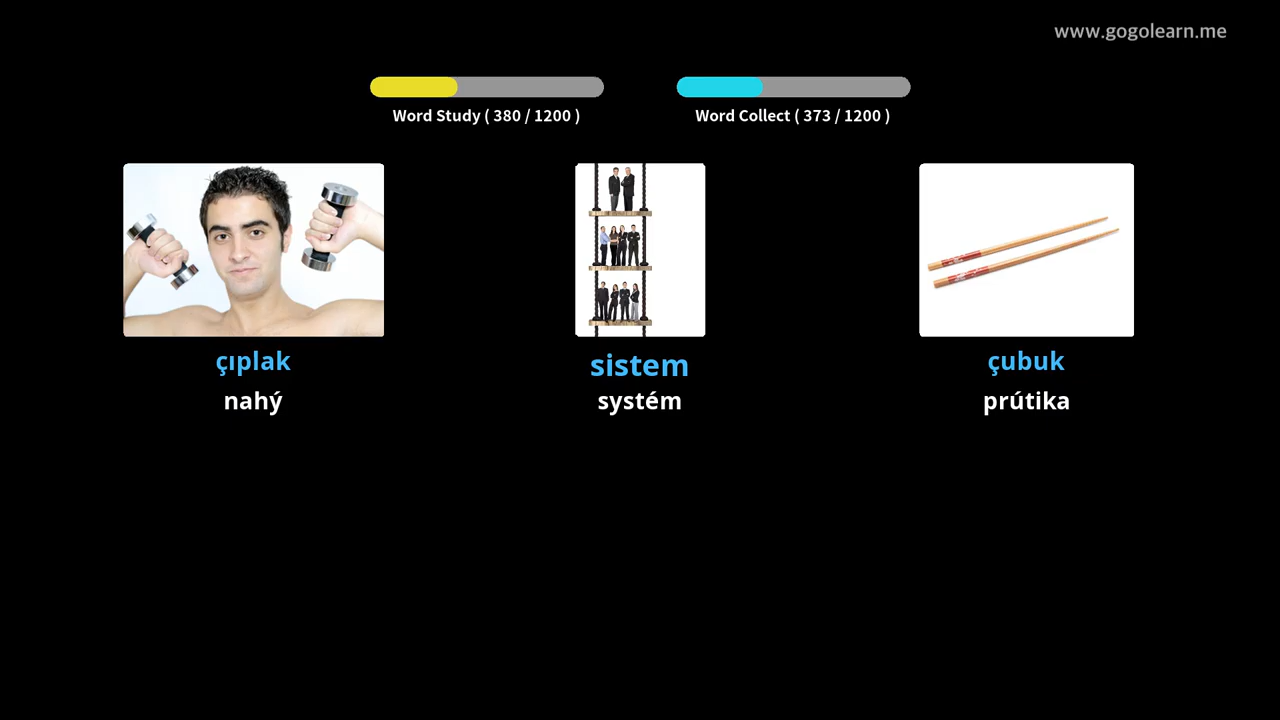 www.gogolearn.me
Word Study ( 380 / 1200 )
Word Collect ( 373 / 1200 )
çıplak
sistem
çubuk
nahý
systém
prútika